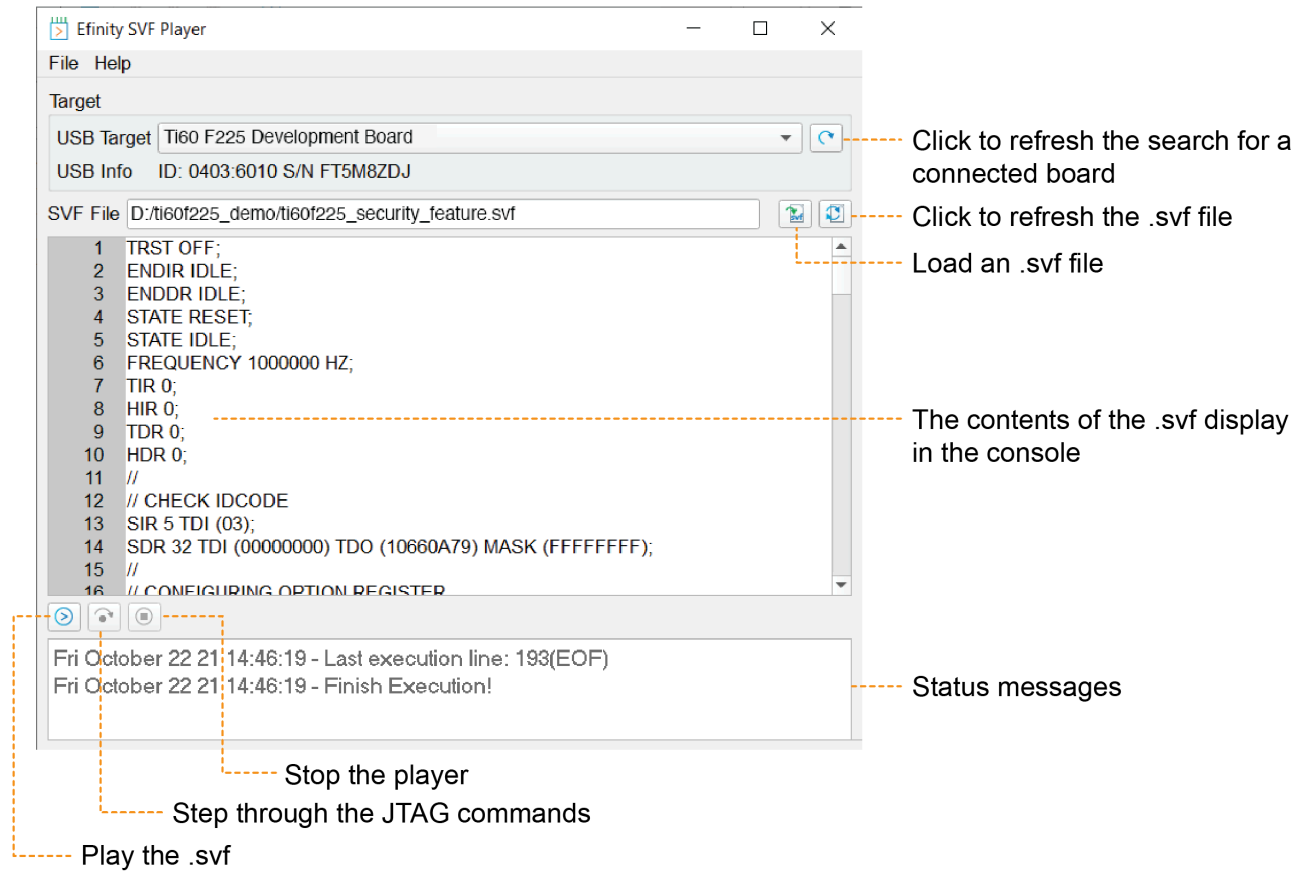 Efinity SVF Player
File Help
Target
USB Target Ti60 F225 Development Board
USB Info ID: 0403:6010 S/N FT5M8ZDJ
Click to refresh the search for a
connected board
SVF File D:/ti60f225_demo/ti60f225_security_feature.svf
svf
Click to refresh the .svf file
Load an .svf file
1 TRST OFF;
2 ENDIR IDLE;
3 ENDDR IDLE;
4 STATE RESET;
5 STATE IDLE;
6 FREQUENCY 1000000 HZ;
7 TIR 0;
8 HIR 0;
9 TDR 0;
10 HDR 0;
11 //
12 // CHECK IDCODE
13 SIR 5 TDI (03);
14 SDR 32 TDI (00000000) TDO (10660A79) MASK (FFFFFFFF);
15 //
16 // CONFIGURING OPTION REGISTER
The contents of the .svf display
in the console
Fri October 22 21 14:46:19 - Last execution line: 193(EOF)
Fri October 22 21 14:46:19 - Finish Execution!
Status messages
Stop the player
Step through the JTAG commands
Play the .svf